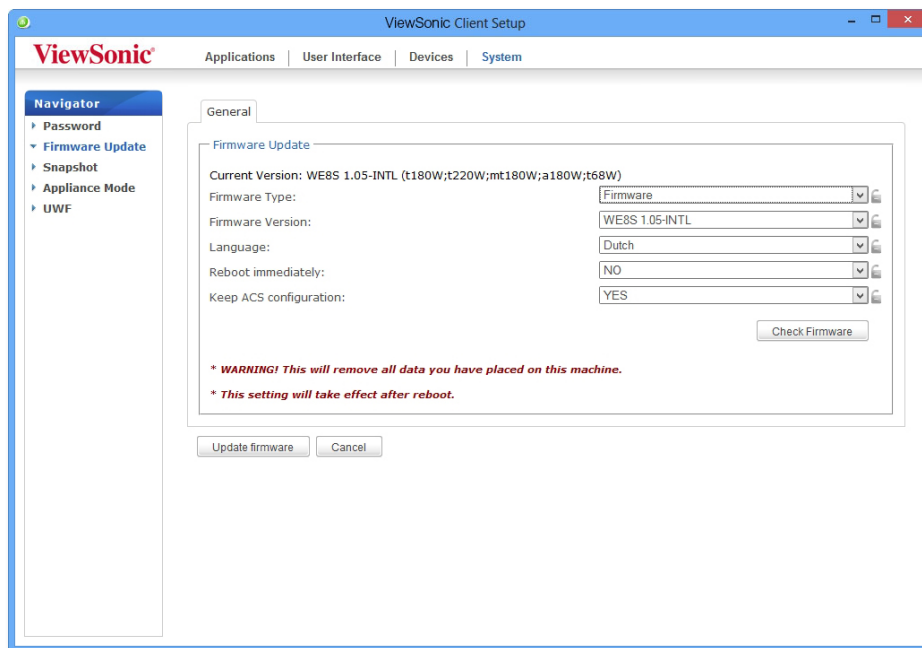 ViewSonic Client Setup
ViewSonic®
Applications | User Interface | Devices | System
Navigator
Password
Firmware Update
Snapshot
Appliance Mode
UWF
General
Firmware Update
Current Version: WE8S 1.05-INTL (t180W;t220W;mt180W;a180W;t68W)
Firmware Type: Firmware
Firmware Version: WE8S 1.05-INTL
Language: Dutch
Reboot immediately: NO
Keep ACS configuration: YES
Check Firmware
* WARNING! This will remove all data you have placed on this machine.
* This setting will take effect after reboot.
Update firmware Cancel